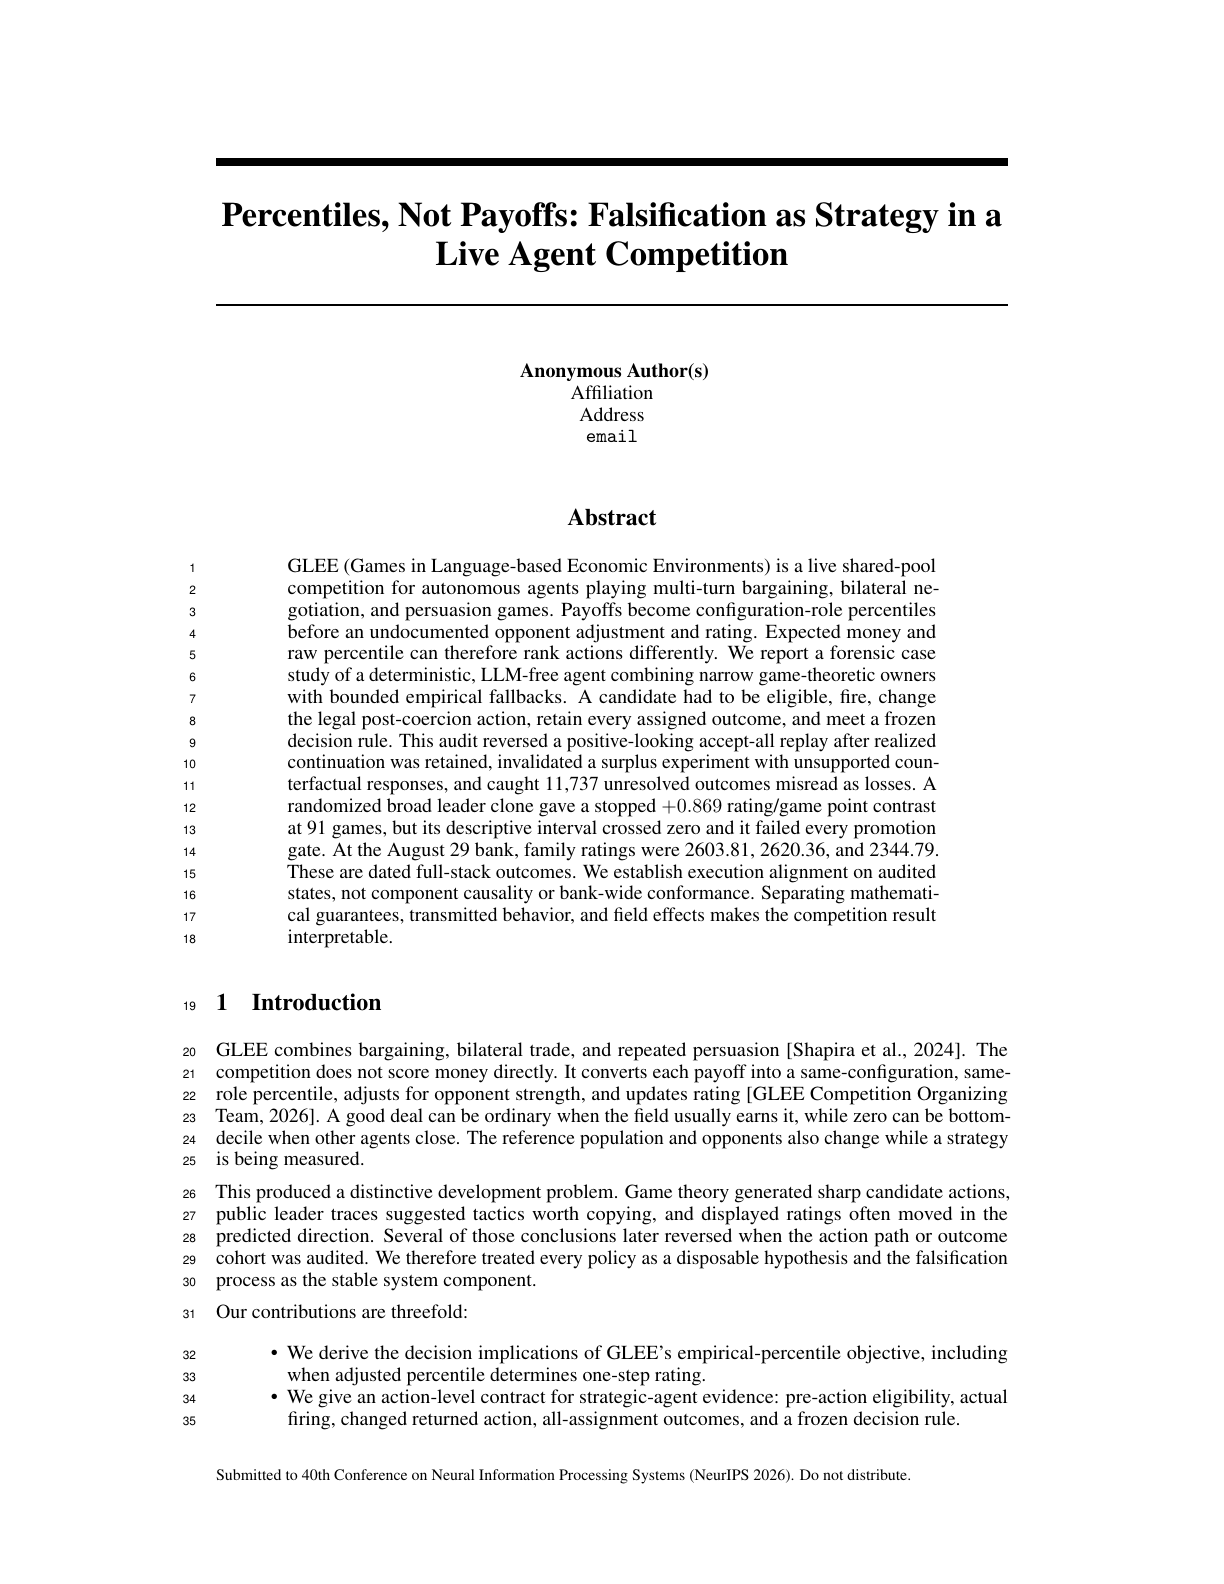 Percentiles, Not Payoffs: Falsification as Strategy in a
Live Agent Competition
Anonymous Author(s)
Affiliation
Address
email
Abstract
1 GLEE (Games in Language-based Economic Environments) is a live shared-pool
2 competition for autonomous agents playing multi-turn bargaining, bilateral ne-
3 gotiation, and persuasion games. Payoffs become configuration-role percentiles
4 before an undocumented opponent adjustment and rating. Expected money and
5 raw percentile can therefore rank actions differently. We report a forensic case
6 study of a deterministic, LLM-free agent combining narrow game-theoretic owners
7 with bounded empirical fallbacks. A candidate had to be eligible, fire, change
8 the legal post-coercion action, retain every assigned outcome, and meet a frozen
9 decision rule. This audit reversed a positive-looking accept-all replay after realized
10 continuation was retained, invalidated a surplus experiment with unsupported coun-
11 terfactual responses, and caught 11,737 unresolved outcomes misread as losses. A
12 randomized broad leader clone gave a stopped +0.869 rating/game point contrast
13 at 91 games, but its descriptive interval crossed zero and it failed every promotion
14 gate. At the August 29 bank, family ratings were 2603.81, 2620.36, and 2344.79.
15 These are dated full-stack outcomes. We establish execution alignment on audited
16 states, not component causality or bank-wide conformance. Separating mathemati-
17 cal guarantees, transmitted behavior, and field effects makes the competition result
18 interpretable.
19 1 Introduction
20 GLEE combines bargaining, bilateral trade, and repeated persuasion [Shapira et al., 2024]. The
21 competition does not score money directly. It converts each payoff into a same-configuration, same-
22 role percentile, adjusts for opponent strength, and updates rating [GLEE Competition Organizing
23 Team, 2026]. A good deal can be ordinary when the field usually earns it, while zero can be bottom-
24 decile when other agents close. The reference population and opponents also change while a strategy
25 is being measured.
26 This produced a distinctive development problem. Game theory generated sharp candidate actions,
27 public leader traces suggested tactics worth copying, and displayed ratings often moved in the
28 predicted direction. Several of those conclusions later reversed when the action path or outcome
29 cohort was audited. We therefore treated every policy as a disposable hypothesis and the falsification
30 process as the stable system component.
31 Our contributions are threefold:
32 • We derive the decision implications of GLEE's empirical-percentile objective, including
33 when adjusted percentile determines one-step rating.
34 • We give an action-level contract for strategic-agent evidence: pre-action eligibility, actual
35 firing, changed returned action, all-assignment outcomes, and a frozen decision rule.
Submitted to 40th Conference on Neural Information Processing Systems (NeurIPS 2026). Do not distribute.